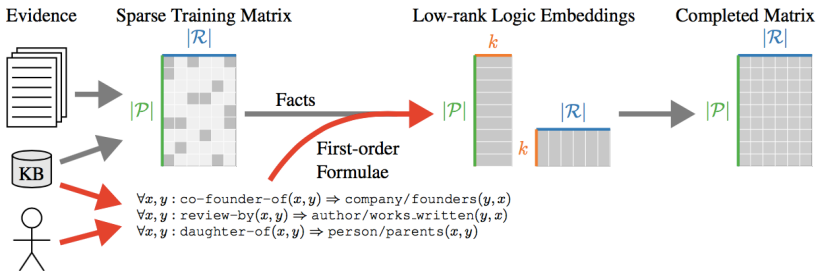 Evidence
Sparse Training Matrix
Low-rank Logic Embeddings
Completed Matrix
|R|
k
|R|
|P|
Facts
|P|
|R|
|P|
k
First-order
Formulae
KB
∀x, y : co-founder-of(x, y) ⇒ company/founders(y, x)
∀x, y : review-by(x, y) ⇒ author/works_written(y, x)
∀x, y : daughter-of(x, y) ⇒ person/parents(x, y)